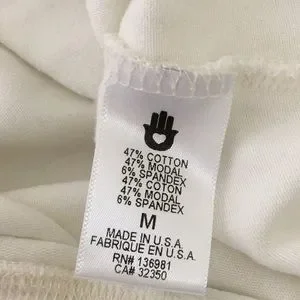 47% COTTON
47% MODAL
6% SPANDEX
47% COTON
47% MODAL
6% SPANDEX
M
MADE IN U.S.A.
FABRIQUE EN U.S.A.
RN# 136981
CA# 32350